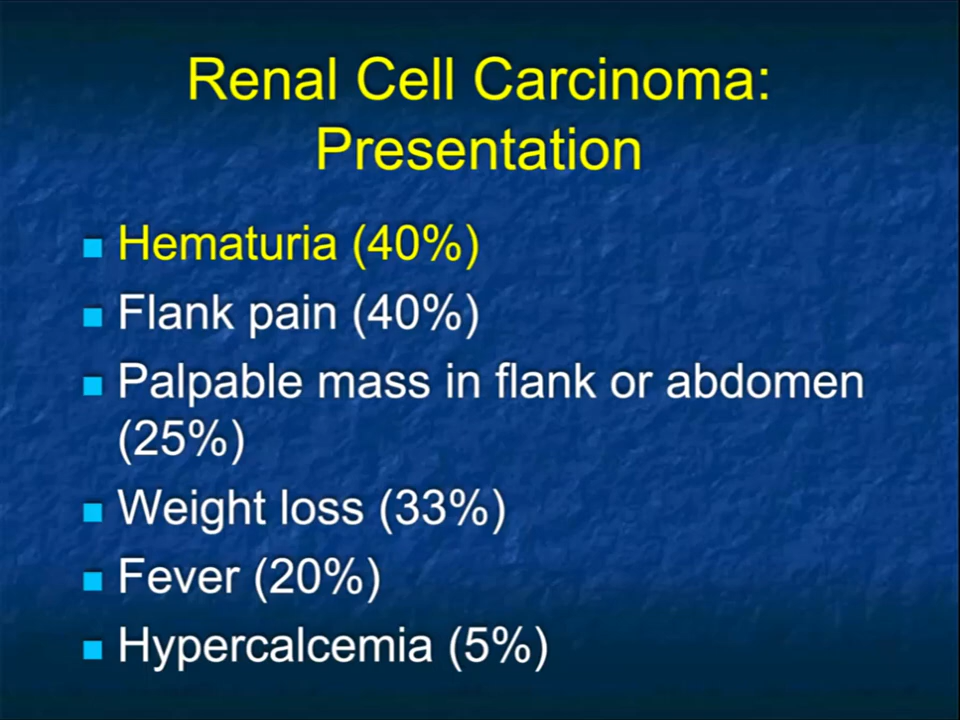 Renal Cell Carcinoma:
Presentation
Hematuria (40%)
Flank pain (40%)
Palpable mass in flank or abdomen
(25%)
Weight loss (33%)
Fever (20%)
Hypercalcemia (5%)